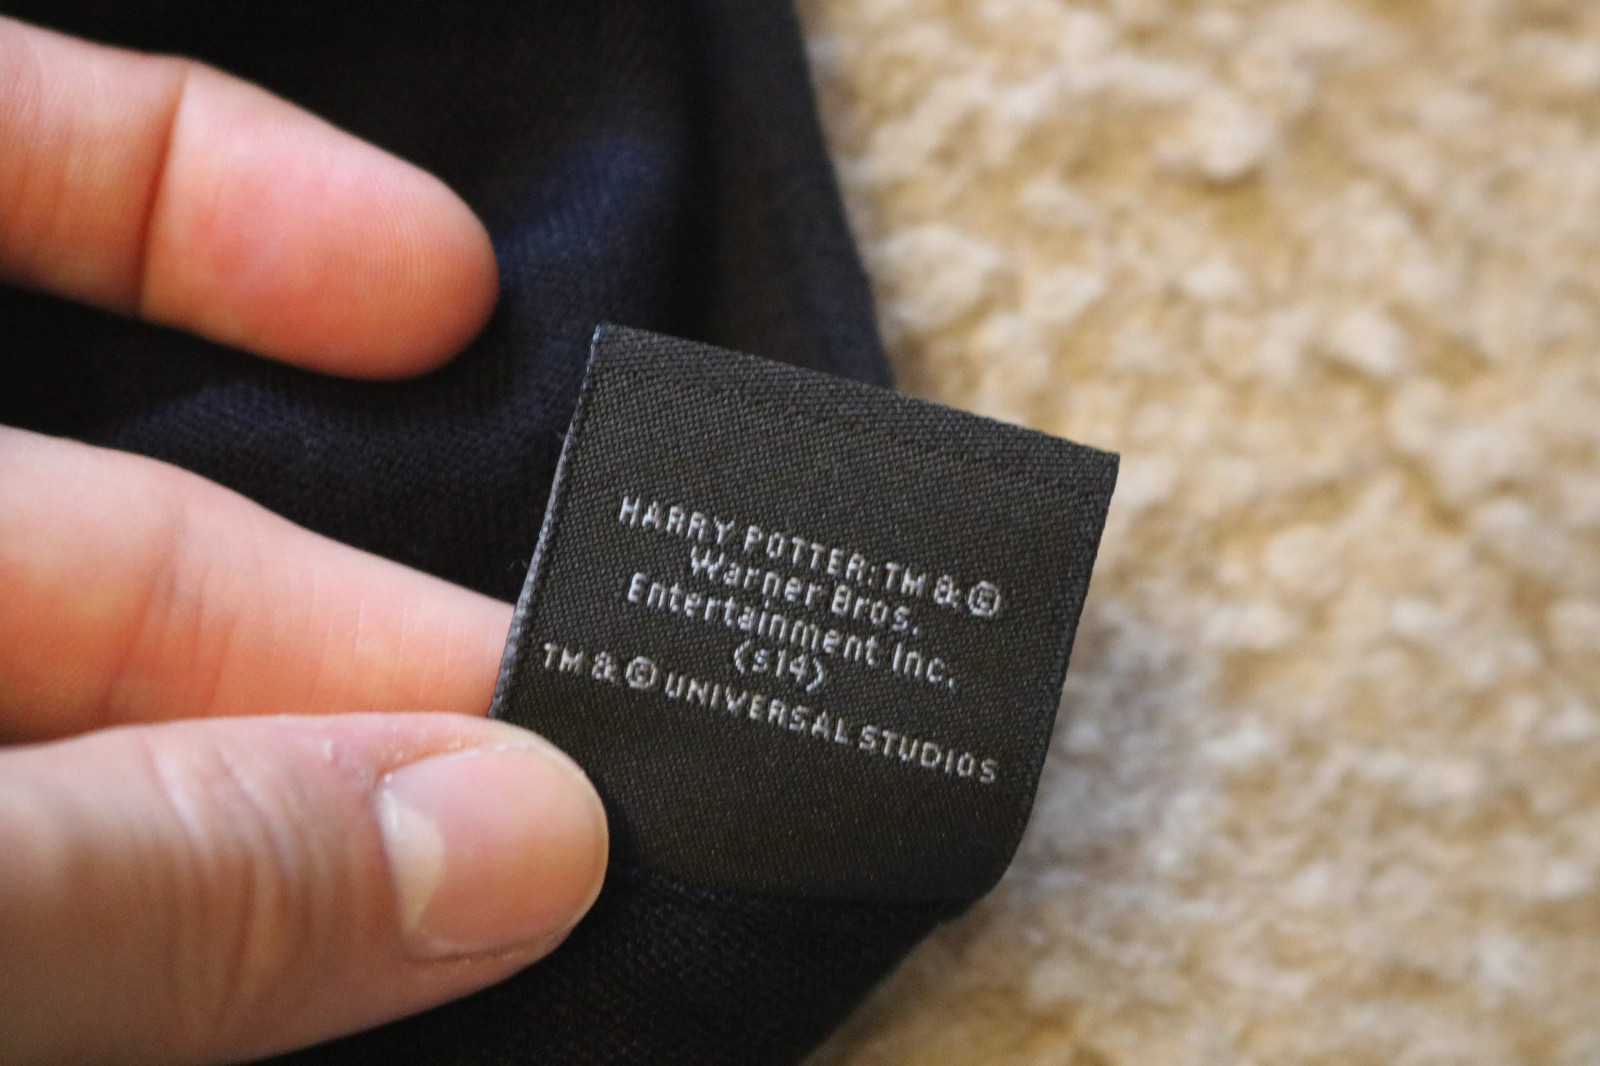 HARRY POTTER: TM & ©
Warner Bros.
Entertainment Inc.
(s14)
TM & © UNIVERSAL STUDIOS